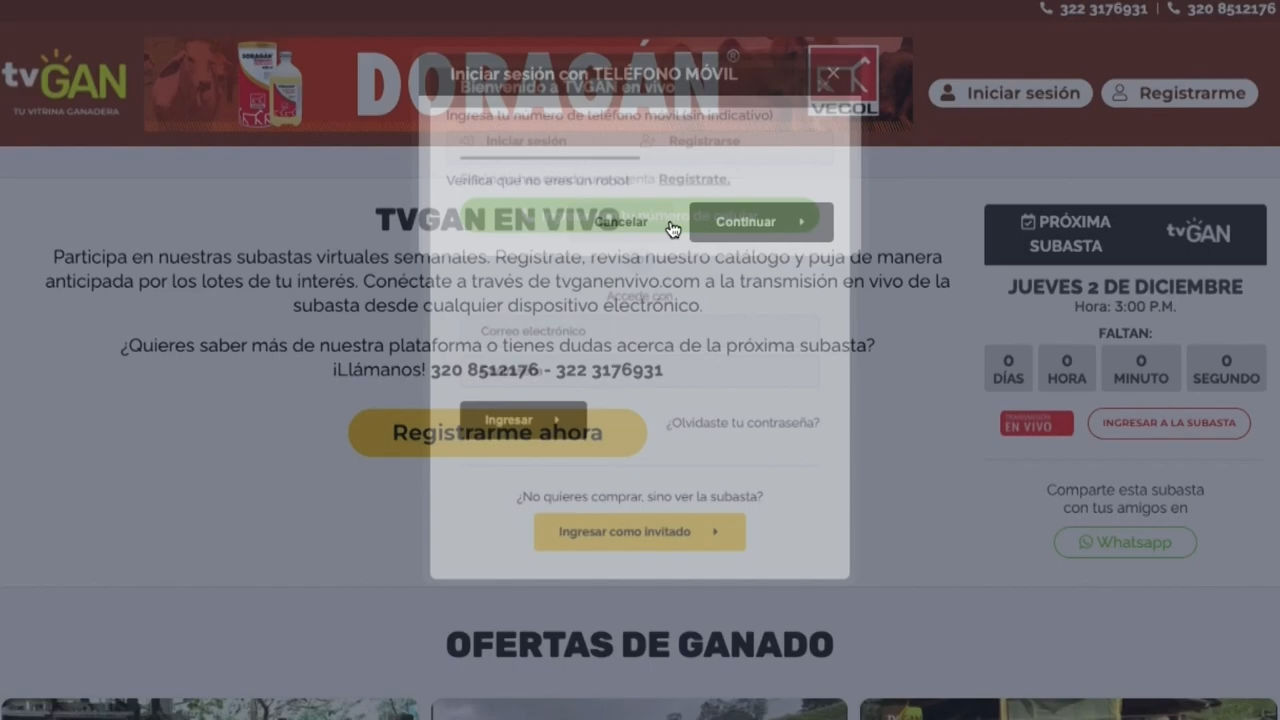 322 3176931 | 320 8512176
tvGAN
TU VITRINA GANADERA
DORAGÁN®
VECOL
Iniciar sesión
Registrarme
Iniciar sesión con TELÉFONO MÓVIL
Bienvenido a TVGAN en vivo
Ingresa tu número de teléfono móvil (sin indicativo)
Iniciar sesión
Registrarse
Verifica que no eres un robot
Regístrate.
Cancelar
Continuar
TVGAN EN VIVO
Participa en nuestras subastas virtuales semanales. Regístrate, revisa nuestro catálogo y puja de manera
anticipada por los lotes de tu interés. Conéctate a través de tvganenvivo.com a la transmisión en vivo de la
subasta desde cualquier dispositivo electrónico.
Accede con
Correo electrónico
¿Quieres saber más de nuestra plataforma o tienes dudas acerca de la próxima subasta?
¡Llámanos! 320 8512176 - 322 3176931
Ingresar
¿Olvidaste tu contraseña?
Registrarme ahora
¿No quieres comprar, sino ver la subasta?
Ingresar como invitado
PRÓXIMA
SUBASTA
tvGAN
JUEVES 2 DE DICIEMBRE
Hora: 3:00 P.M.
FALTAN:
0 0 0 0
DÍAS HORA MINUTO SEGUNDO
TRANSMISIÓN
EN VIVO
INGRESAR A LA SUBASTA
Comparte esta subasta
con tus amigos en
Whatsapp
OFERTAS DE GANADO